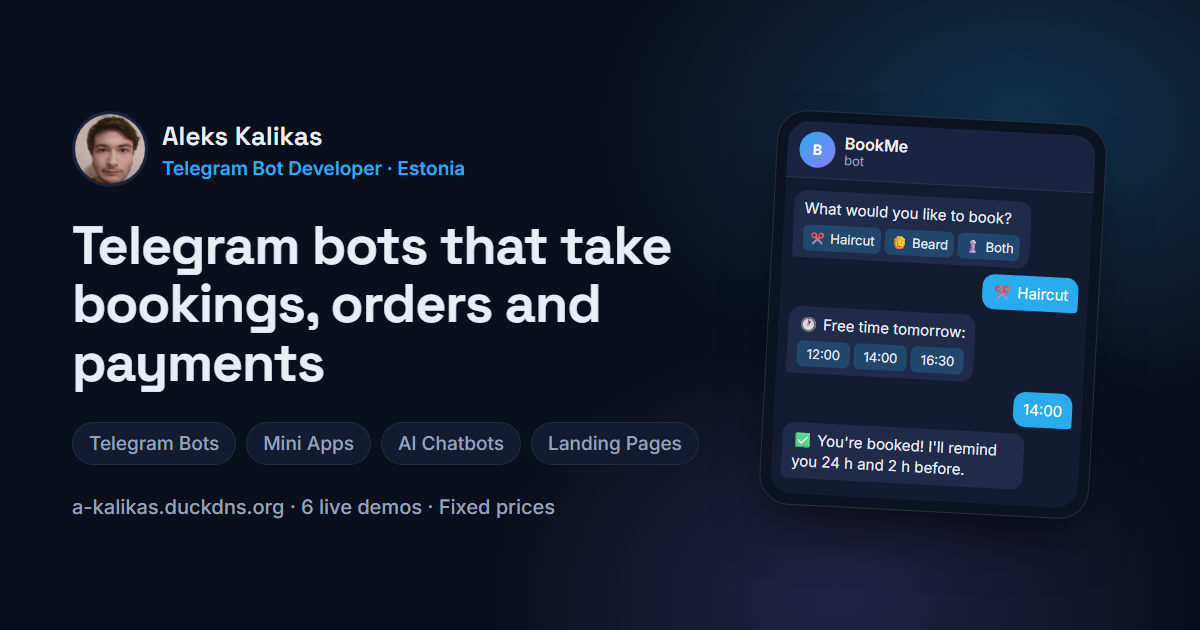 Aleks Kalikas
Telegram Bot Developer · Estonia
Telegram bots that take
bookings, orders and
payments
Telegram Bots
Mini Apps
AI Chatbots
Landing Pages
a-kalikas.duckdns.org · 6 live demos · Fixed prices
B
BookMe
bot
What would you like to book?
✂️ Haircut 🧔 Beard 💈 Both
✂️ Haircut
🕐 Free time tomorrow:
12:00 14:00 16:30
14:00
✅ You're booked! I'll remind
you 24 h and 2 h before.